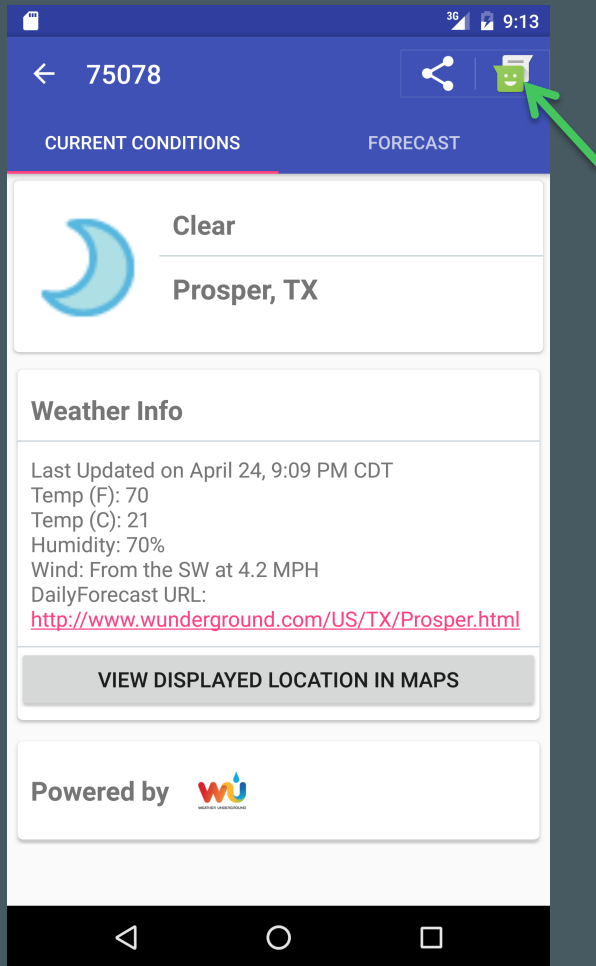 3G 9:13
75078
CURRENT CONDITIONS FORECAST
Clear
Prosper, TX
Weather Info
Last Updated on April 24, 9:09 PM CDT
Temp (F): 70
Temp (C): 21
Humidity: 70%
Wind: From the SW at 4.2 MPH
DailyForecast URL:
http://www.wunderground.com/US/TX/Prosper.html
VIEW DISPLAYED LOCATION IN MAPS
Powered by wu
WEATHER UNDERGROUND